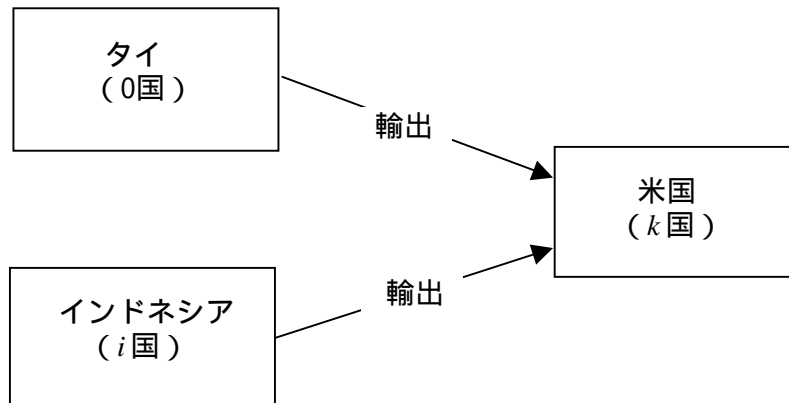 タイ
（0国）
輸出
米国
（k国）
輸出
インドネシア
（i国）